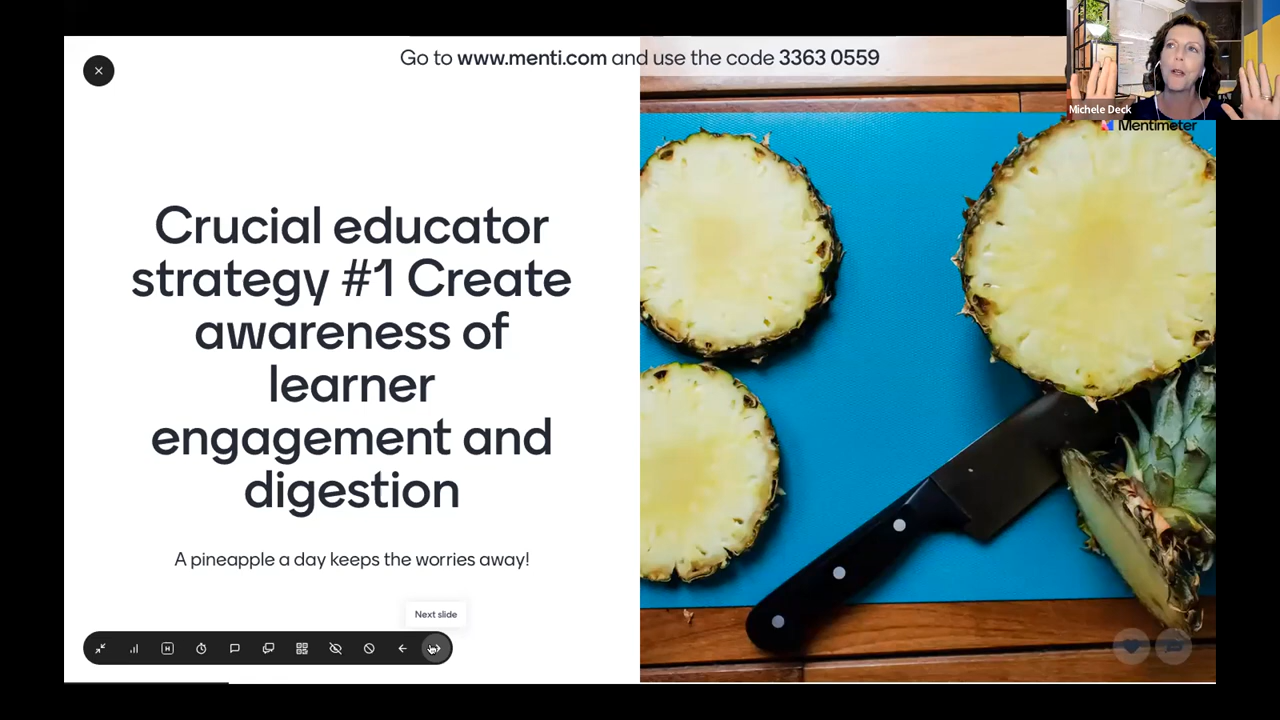 Go to www.menti.com and use the code 3363 0559
Michele Deck
Mentimeter
Crucial educator
strategy #1 Create
awareness of
learner
engagement and
digestion
A pineapple a day keeps the worries away!
Next slide
H